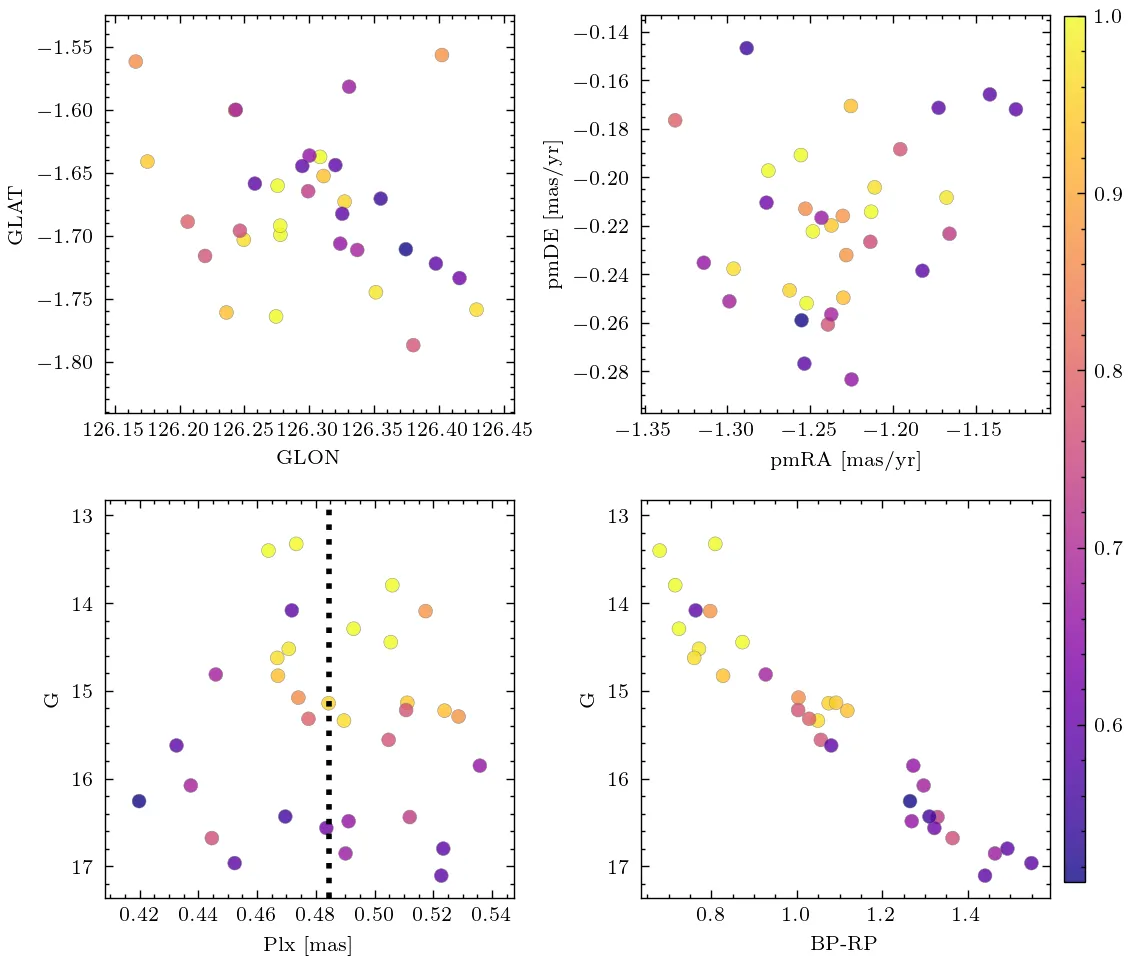 −1.55
−1.60
−1.65
−1.70
−1.75
−1.80
GLAT
126.15 126.20 126.25 126.30 126.35 126.40 126.45
GLON
−0.14
−0.16
−0.18
−0.20
−0.22
−0.24
−0.26
−0.28
pmDE [mas/yr]
−1.35 −1.30 −1.25 −1.20 −1.15
pmRA [mas/yr]
1.0
0.9
0.8
0.7
0.6
13
14
15
16
17
G
0.42 0.44 0.46 0.48 0.50 0.52 0.54
Plx [mas]
13
14
15
16
17
G
0.8 1.0 1.2 1.4
BP-RP